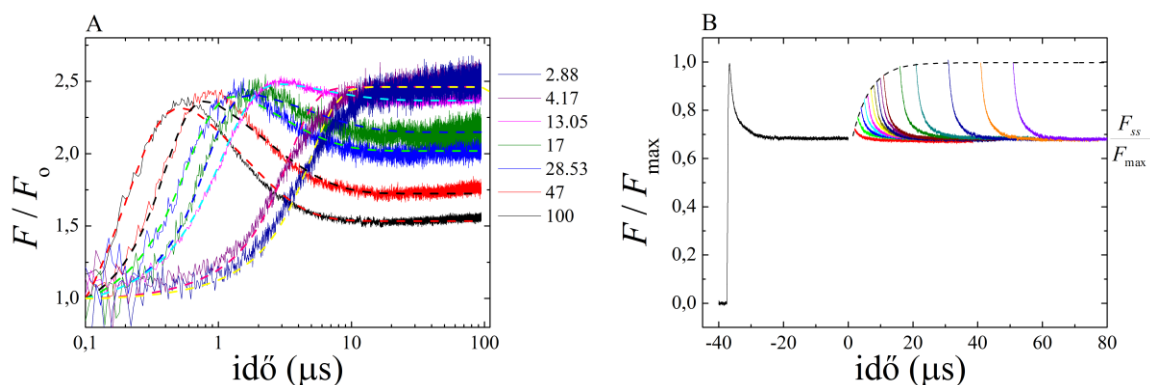 A
F / Fo
2,5
2,0
1,5
1,0
0,1 1 10 100
idő (μs)
2.88
4.17
13.05
17
28.53
47
100
B
F / Fmax
1,0
0,8
0,6
0,4
0,2
0,0
-40 -20 0 20 40 60 80
idő (μs)
Fss
Fmax